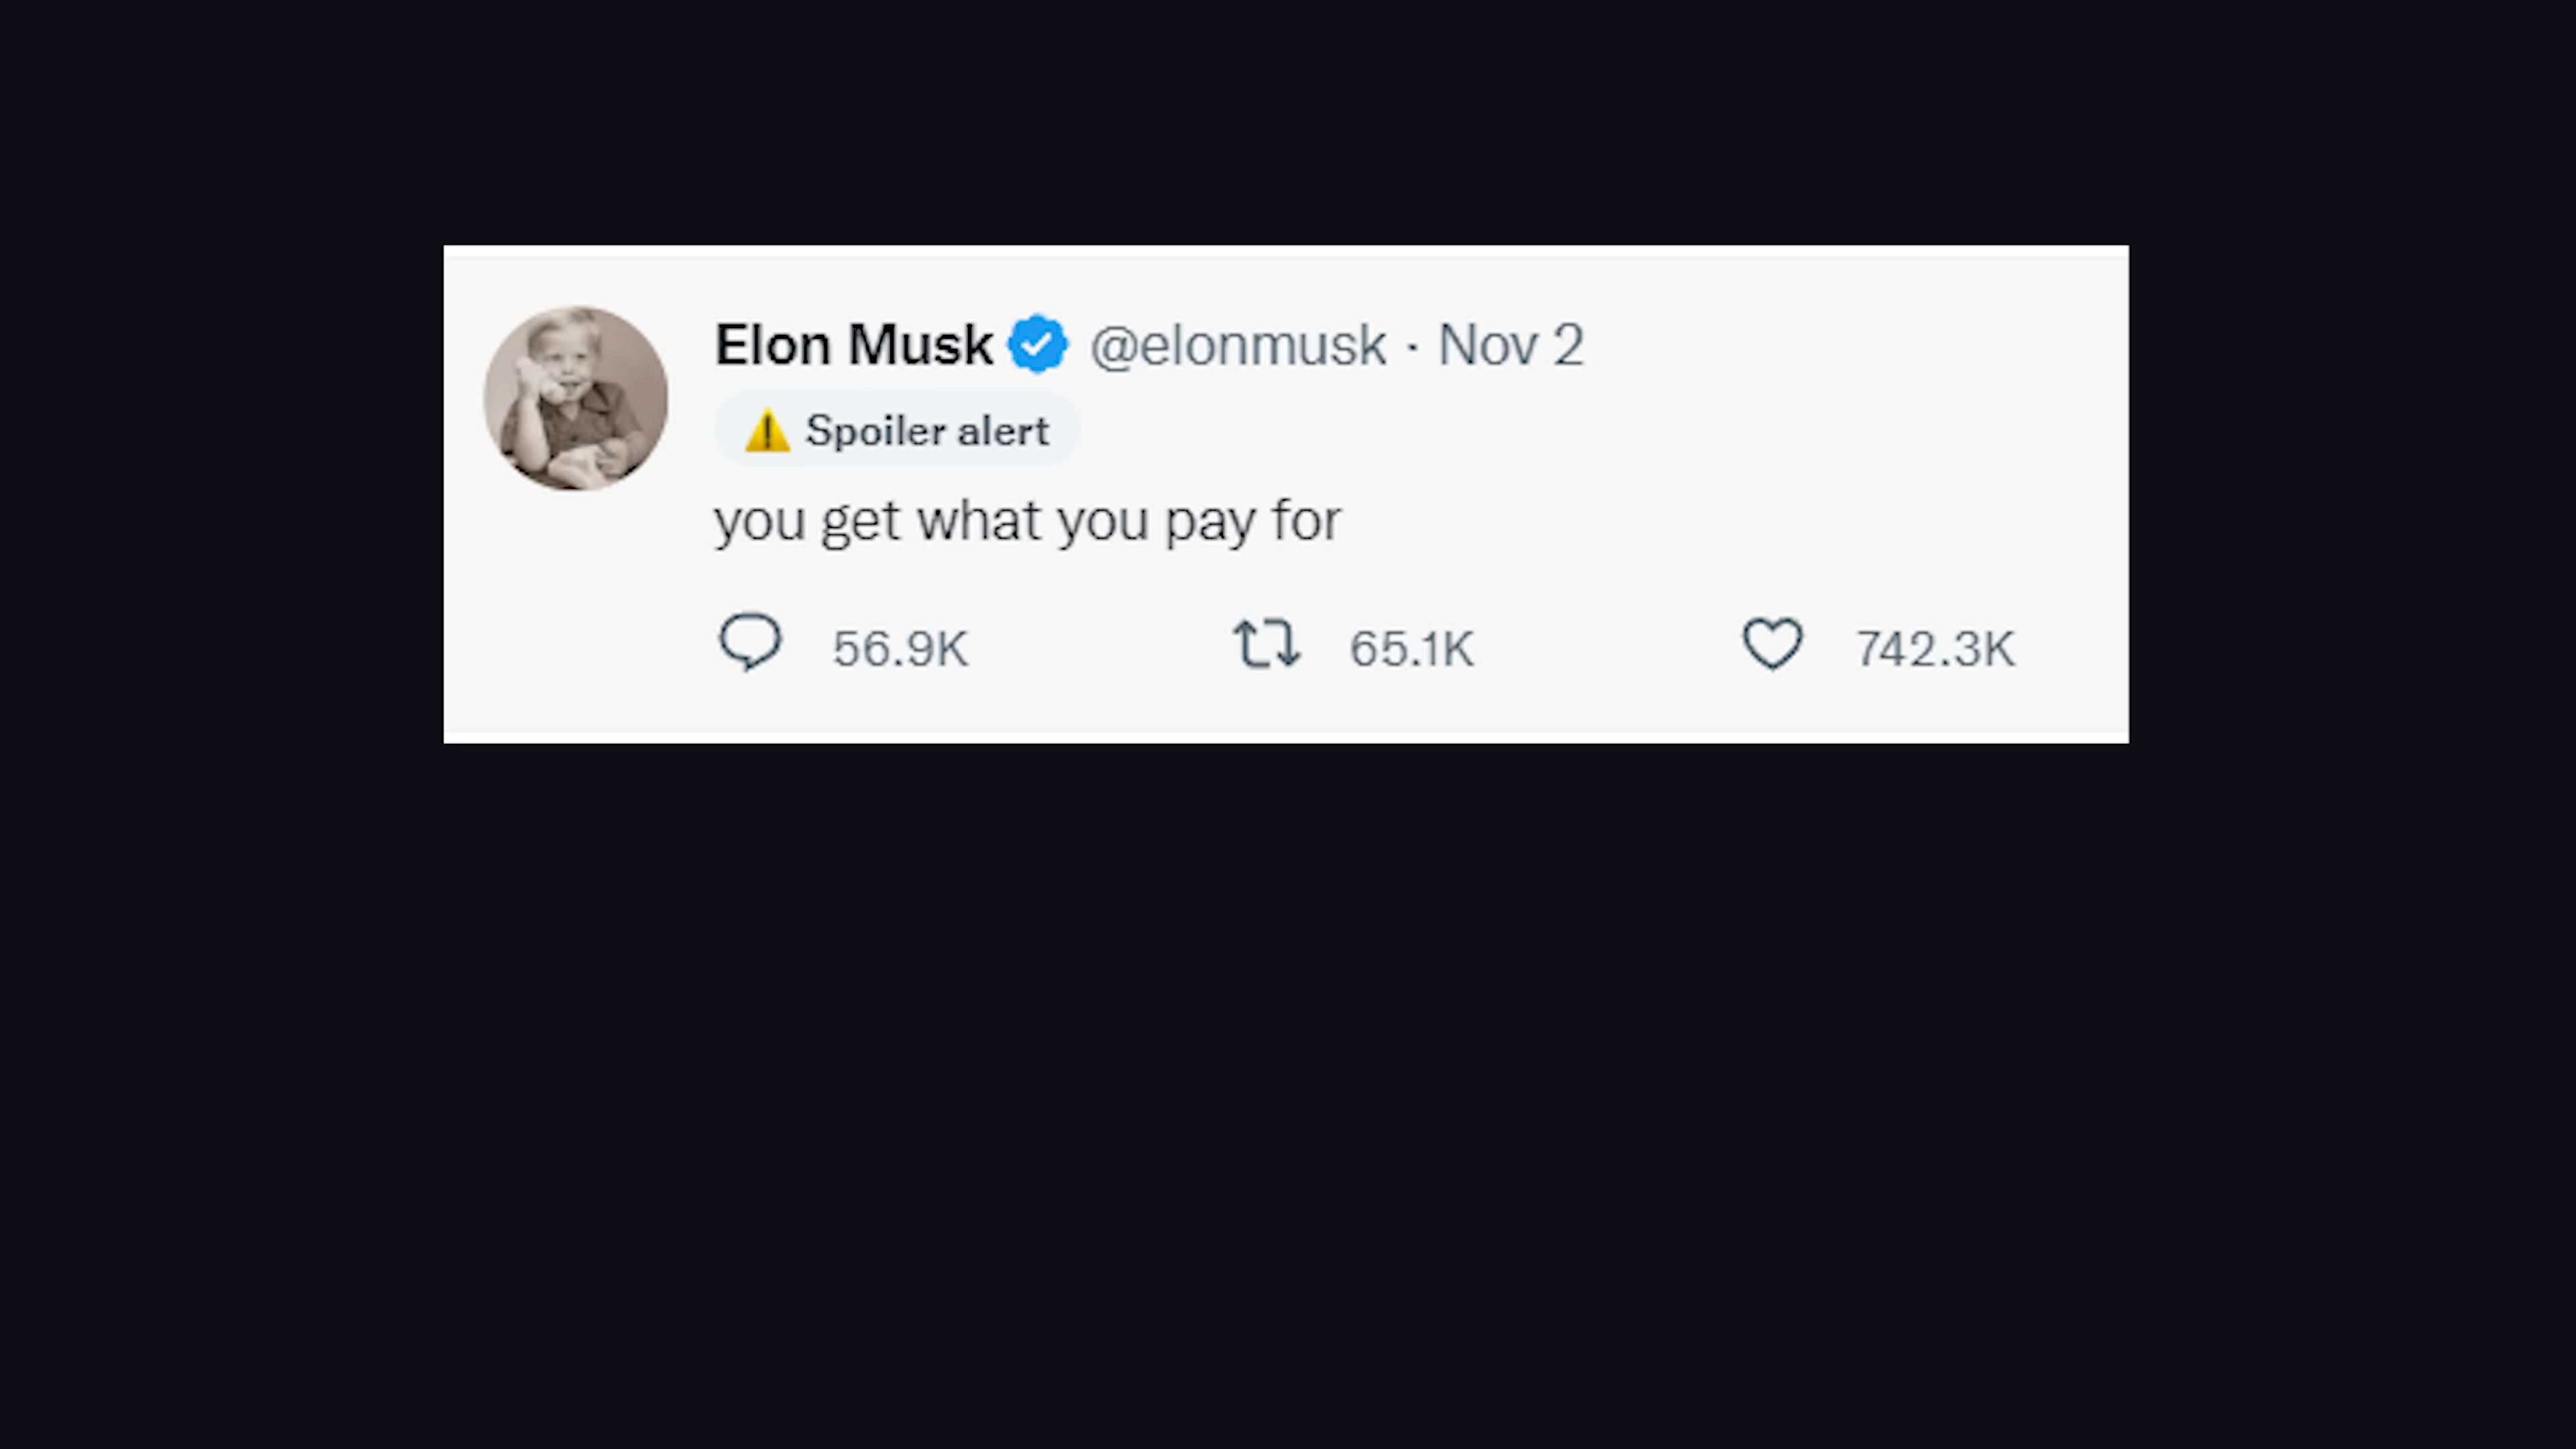 Elon Musk @elonmusk · Nov 2
⚠️ Spoiler alert
you get what you pay for
56.9K 65.1K 742.3K